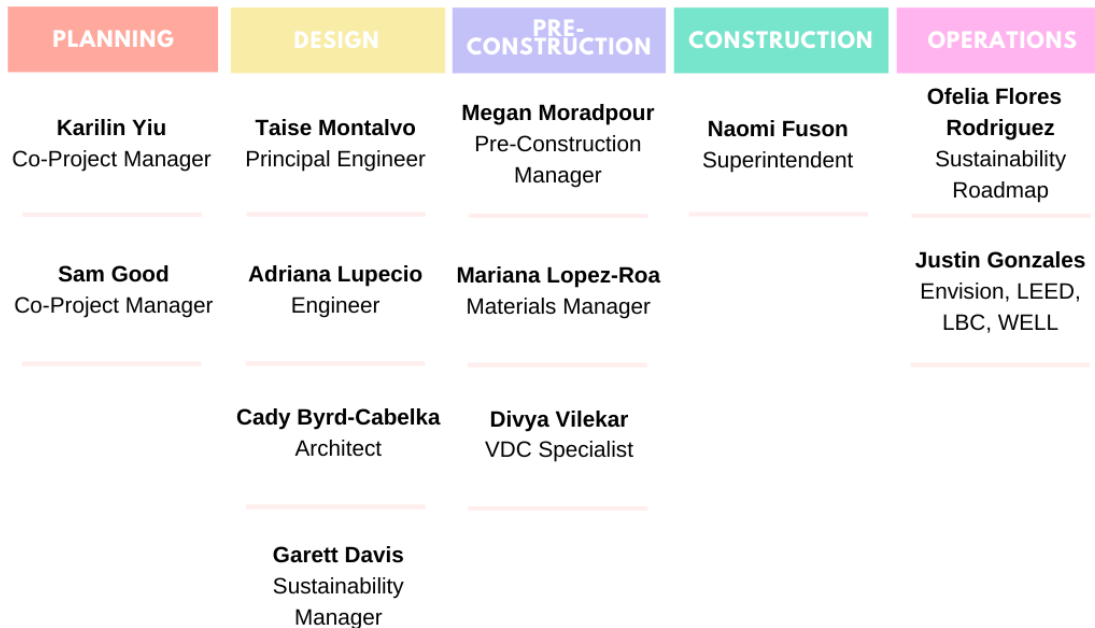 PLANNING
DESIGN
PRE-
CONSTRUCTION
CONSTRUCTION
OPERATIONS
Karilin Yiu
Co-Project Manager
Sam Good
Co-Project Manager
Taise Montalvo
Principal Engineer
Adriana Lupecio
Engineer
Cady Byrd-Cabelka
Architect
Garett Davis
Sustainability
Manager
Megan Moradpour
Pre-Construction
Manager
Mariana Lopez-Roa
Materials Manager
Divya Vilekar
VDC Specialist
Naomi Fuson
Superintendent
Ofelia Flores
Rodriguez
Sustainability
Roadmap
Justin Gonzales
Envision, LEED,
LBC, WELL